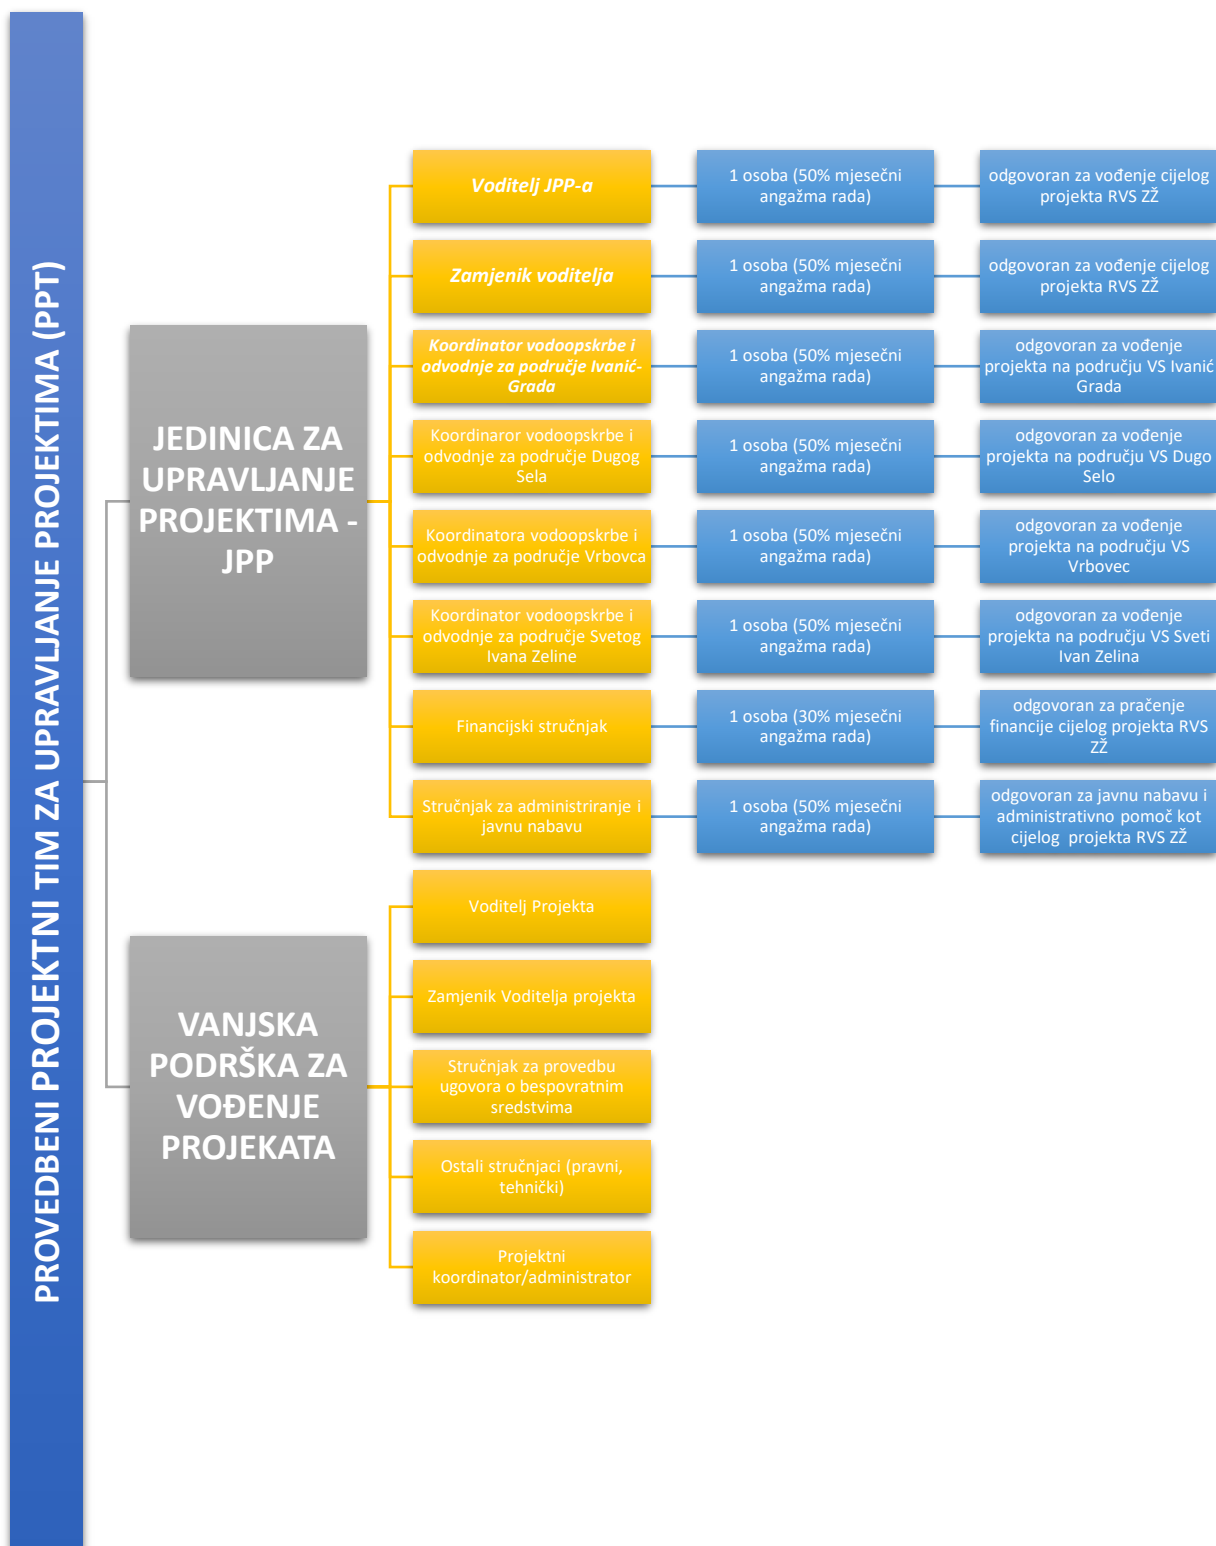 PROVEDBENI PROJEKTNI TIM ZA UPRAVLJANJE PROJEKTIMA (PPT)
JEDINICA ZA
UPRAVLJANJE
PROJEKTIMA -
JPP
Voditelj JPP-a
1 osoba (50% mjesečni
angažma rada)
odgovoran za vođenje cijelog
projekta RVS ZŽ
Zamjenik voditelja
1 osoba (50% mjesečni
angažma rada)
odgovoran za vođenje cijelog
projekta RVS ZŽ
Koordinator vodoopskrbe i
odvodnje za područje Ivanić-
Grada
1 osoba (50% mjesečni
angažma rada)
odgovoran za vođenje
projekta na području VS Ivanić
Grada
Koordinaror vodoopskrbe i
odvodnje za područje Dugog
Sela
1 osoba (50% mjesečni
angažma rada)
odgovoran za vođenje
projekta na području VS Dugo
Selo
Koordinatora vodoopskrbe i
odvodnje za područje Vrbovca
1 osoba (50% mjesečni
angažma rada)
odgovoran za vođenje
projekta na području VS
Vrbovec
Koordinator vodoopskrbe i
odvodnje za područje Svetog
Ivana Zeline
1 osoba (50% mjesečni
angažma rada)
odgovoran za vođenje
projekta na području VS Sveti
Ivan Zelina
Financijski stručnjak
1 osoba (30% mjesečni
angažma rada)
odgovoran za pračenje
financije cijelog projekta RVS
ZŽ
Stručnjak za administriranje i
javnu nabavu
1 osoba (50% mjesečni
angažma rada)
odgovoran za javnu nabavu i
administrativno pomoč kot
cijelog  projekta RVS ZŽ
VANJSKA
PODRŠKA ZA
VOĐENJE
PROJEKATA
Voditelj Projekta
Zamjenik Voditelja projekta
Stručnjak za provedbu
ugovora o bespovratnim
sredstvima
Ostali stručnjaci (pravni,
tehnički)
Projektni
koordinator/administrator